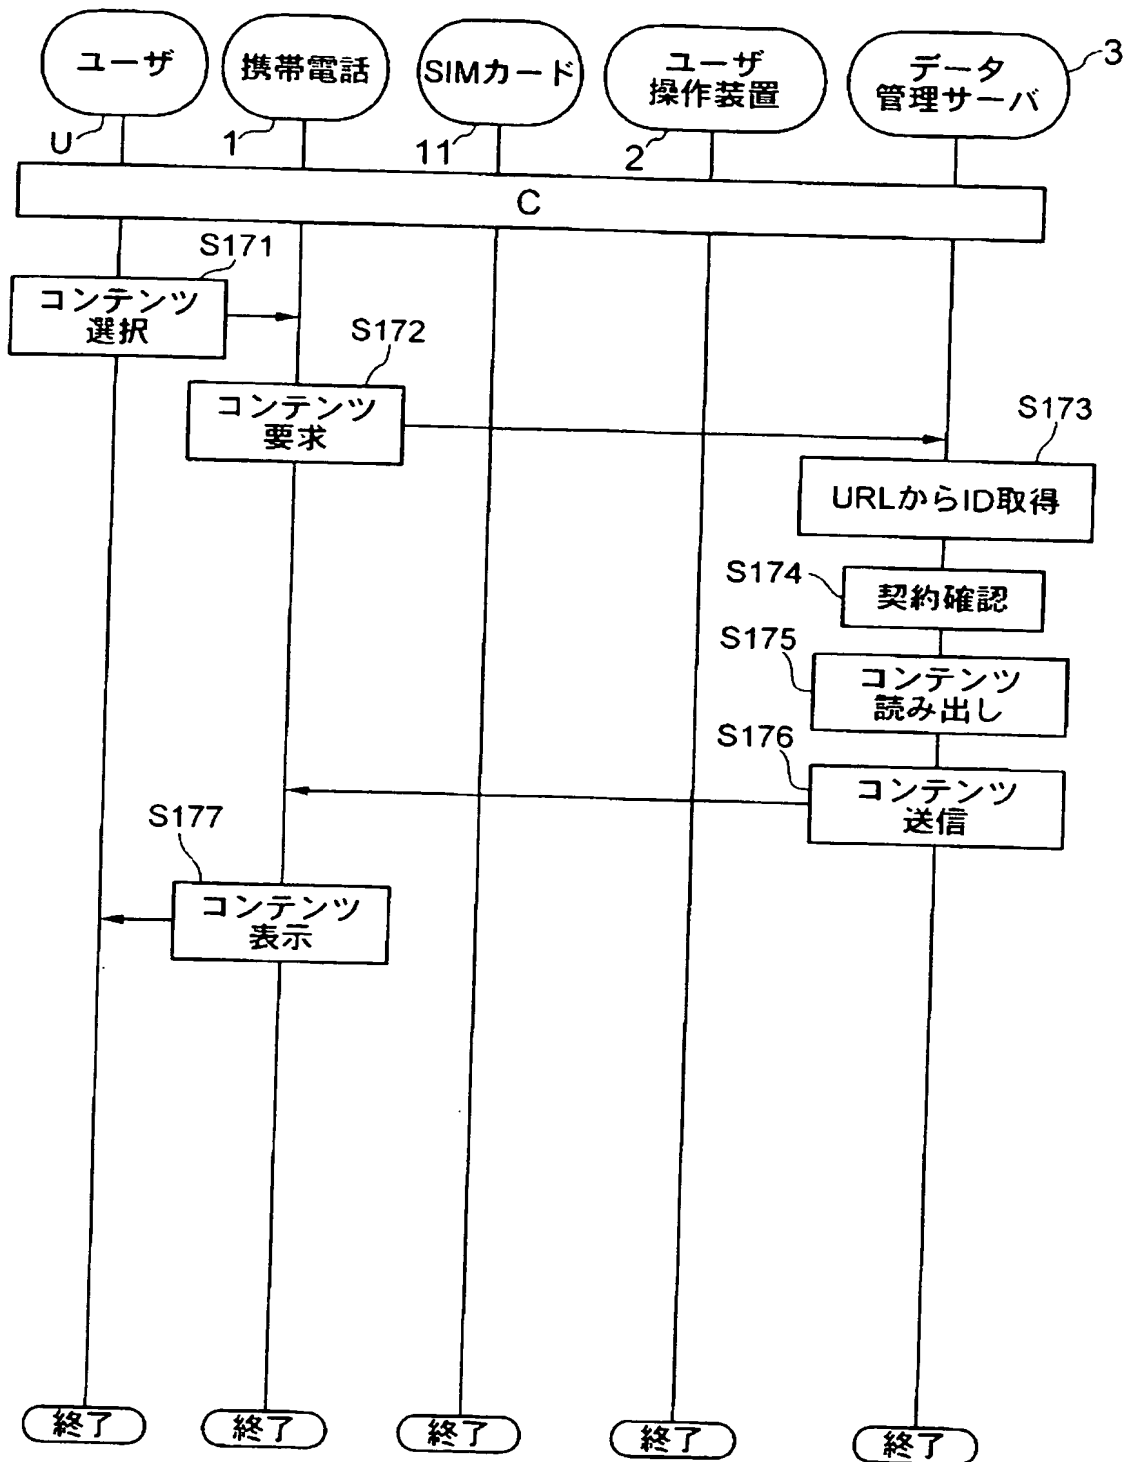 ユーザ
携帯電話
SIMカード
ユーザ
操作装置
データ
管理サーバ
3
U
1
11
2
C
S171
コンテンツ
選択
S172
コンテンツ
要求
S173
URLからID取得
S174
契約確認
S175
コンテンツ
読み出し
S176
コンテンツ
送信
S177
コンテンツ
表示
終了
終了
終了
終了
終了